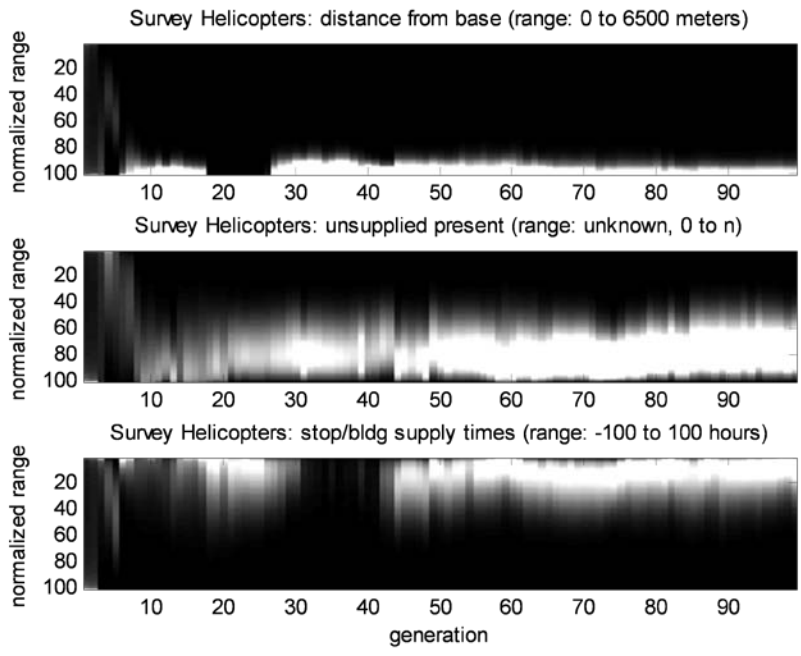 Survey Helicopters: distance from base (range: 0 to 6500 meters)
normalized range
20
40
60
80
100
10 20 30 40 50 60 70 80 90
Survey Helicopters: unsupplied present (range: unknown, 0 to n)
normalized range
20
40
60
80
100
10 20 30 40 50 60 70 80 90
Survey Helicopters: stop/bldg supply times (range: -100 to 100 hours)
normalized range
20
40
60
80
100
10 20 30 40 50 60 70 80 90
generation